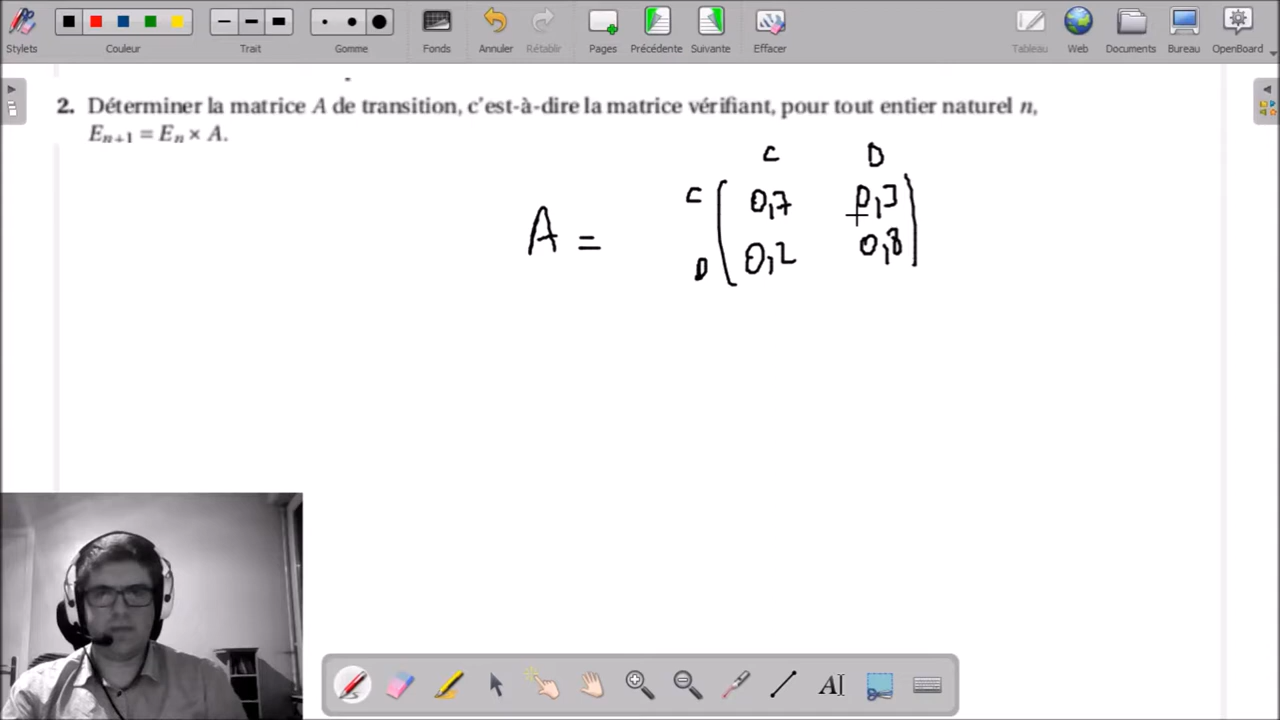 Stylets Couleur Trait Gomme Fonds Annuler Rétablir Pages Précédente Suivante Effacer Tableau Web Documents Bureau OpenBoard
2. Déterminer la matrice A de transition, c'est-à-dire la matrice vérifiant, pour tout entier naturel n,
Eₙ₊₁ = Eₙ × A.
C D
A = C 0,7 0,3
D 0,2 0,8
AI